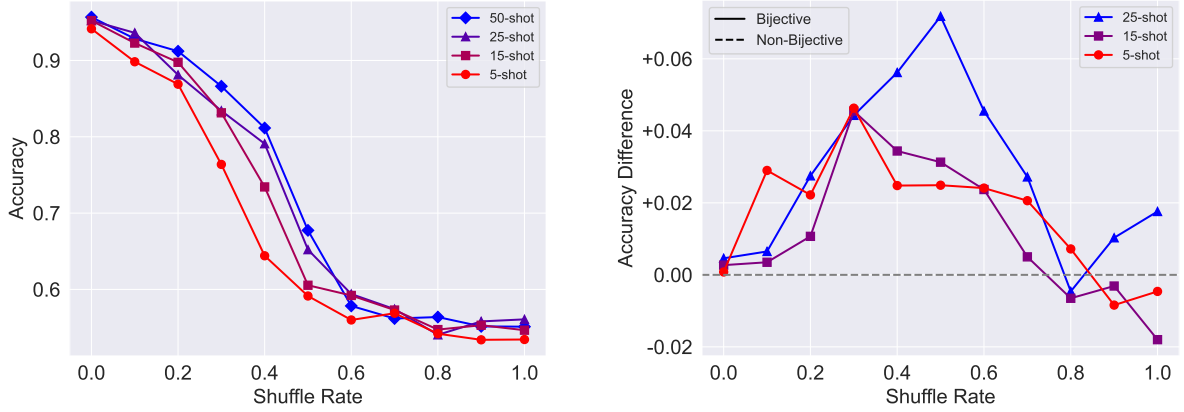 Accuracy
0.9
0.8
0.7
0.6
0.0 0.2 0.4 0.6 0.8 1.0
Shuffle Rate
50-shot
25-shot
15-shot
5-shot
Accuracy Difference
+0.06
+0.04
+0.02
0.00
-0.02
0.0 0.2 0.4 0.6 0.8 1.0
Shuffle Rate
Bijective
Non-Bijective
25-shot
15-shot
5-shot